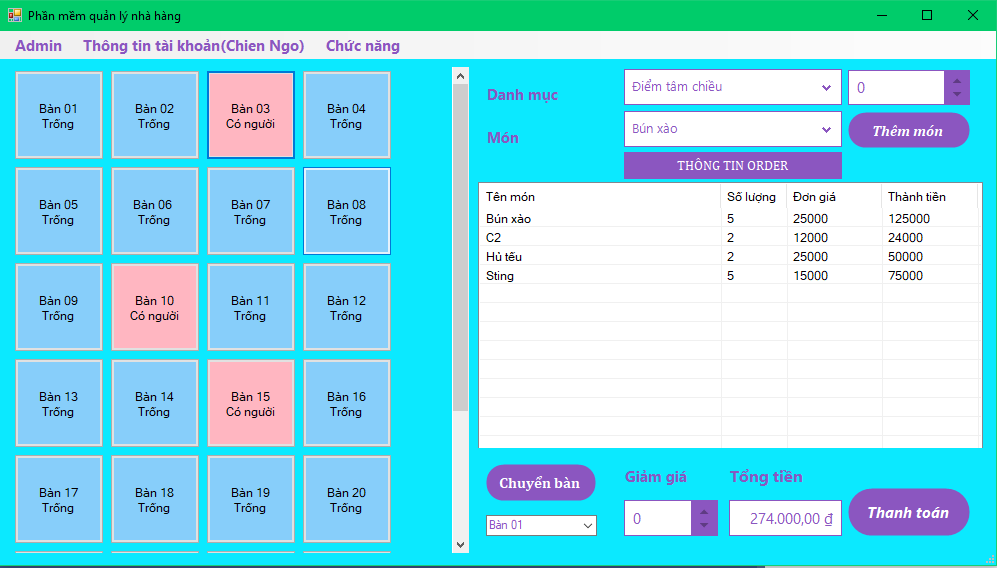 Phần mềm quản lý nhà hàng
Admin Thông tin tài khoản(Chien Ngo) Chức năng
Bàn 01 Trống
Bàn 02 Trống
Bàn 03 Có người
Bàn 04 Trống
Bàn 05 Trống
Bàn 06 Trống
Bàn 07 Trống
Bàn 08 Trống
Bàn 09 Trống
Bàn 10 Có người
Bàn 11 Trống
Bàn 12 Trống
Bàn 13 Trống
Bàn 14 Trống
Bàn 15 Có người
Bàn 16 Trống
Bàn 17 Trống
Bàn 18 Trống
Bàn 19 Trống
Bàn 20 Trống
Danh mục Điểm tâm chiều 0
Món Bún xào Thêm món
THÔNG TIN ORDER
Tên món Số lượng Đơn giá Thành tiền
Bún xào 5 25000 125000
C2 2 12000 24000
Hủ tếu 2 25000 50000
Sting 5 15000 75000
Chuyển bàn Giảm giá Tổng tiền
Bàn 01 0 274.000,00 ₫ Thanh toán